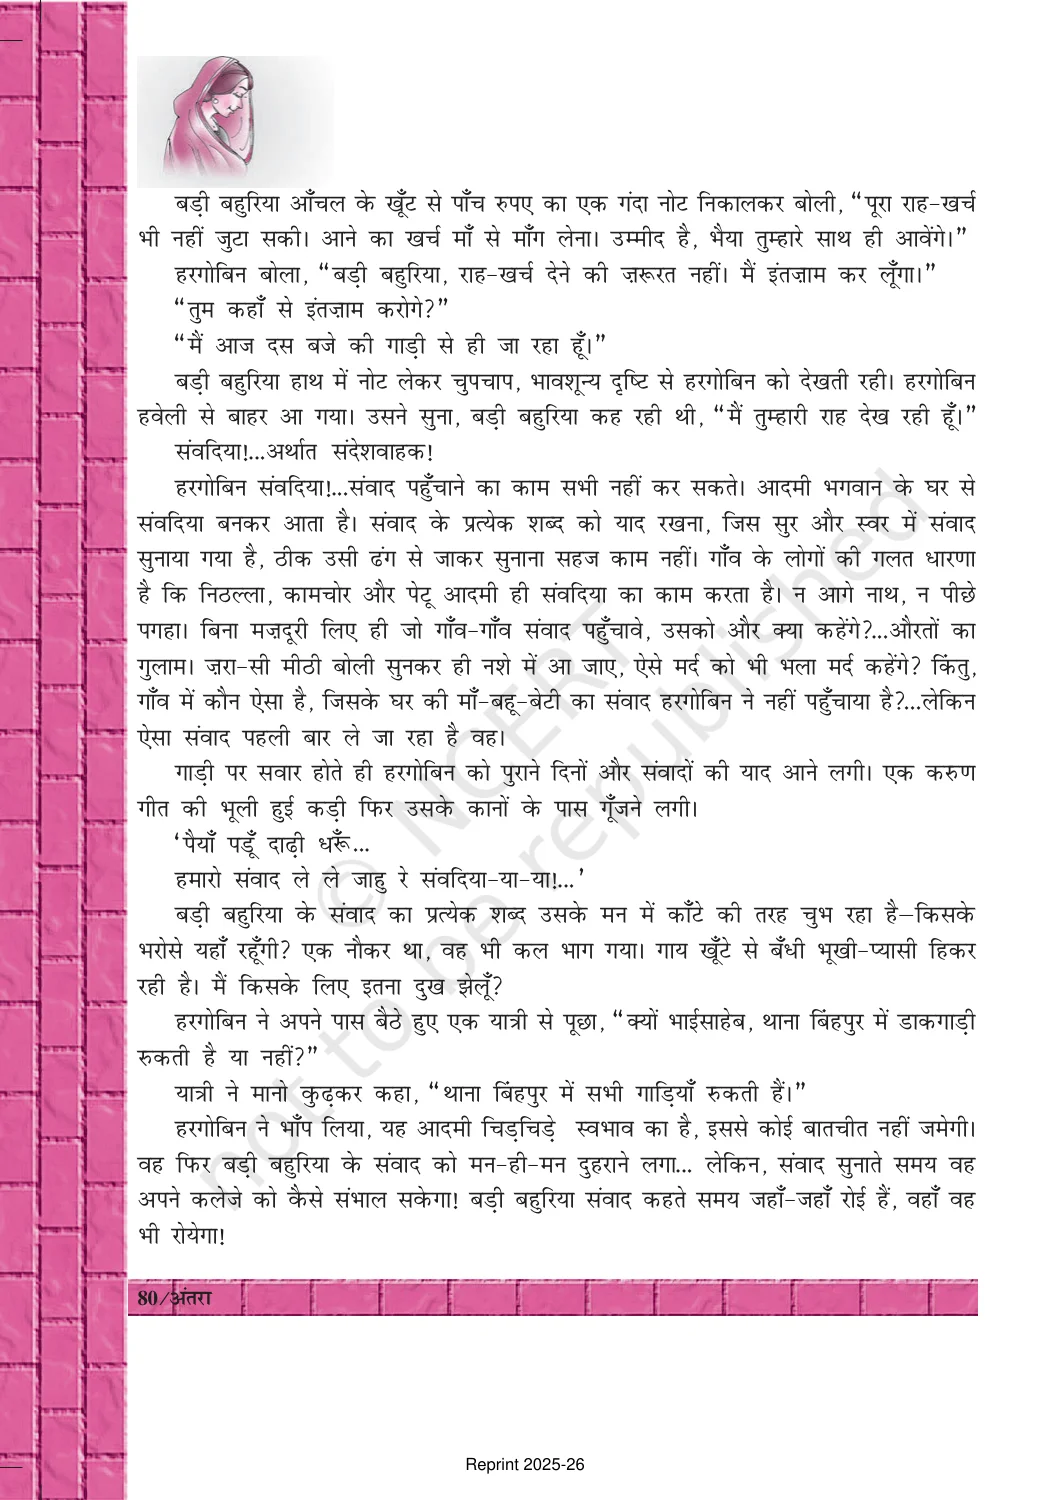 बड़ी बहुरिया आँचल के खूँट से पाँच रुपए का एक गंदा नोट निकालकर बोली, “पूरा राह-खर्च
भी नहीं जुटा सकी। आने का खर्च माँ से माँग लेना। उम्मीद है, भैया तुम्हारे साथ ही आवेंगे।”
हरगोबिन बोला, “बड़ी बहुरिया, राह-खर्च देने की ज़रूरत नहीं। मैं इंतज़ाम कर लूँगा।”
“तुम कहाँ से इंतज़ाम करोगे?”
“मैं आज दस बजे की गाड़ी से ही जा रहा हूँ।”
बड़ी बहुरिया हाथ में नोट लेकर चुपचाप, भावशून्य दृष्टि से हरगोबिन को देखती रही। हरगोबिन
हवेली से बाहर आ गया। उसने सुना, बड़ी बहुरिया कह रही थी, “मैं तुम्हारी राह देख रही हूँ।”
संवदिया!...अर्थात संदेशवाहक!
हरगोबिन संवदिया!...संवाद पहुँचाने का काम सभी नहीं कर सकते। आदमी भगवान के घर से
संवदिया बनकर आता है। संवाद के प्रत्येक शब्द को याद रखना, जिस सुर और स्वर में संवाद
सुनाया गया है, ठीक उसी ढंग से जाकर सुनाना सहज काम नहीं। गाँव के लोगों की गलत धारणा
है कि निठल्ला, कामचोर और पेटू आदमी ही संवदिया का काम करता है। न आगे नाथ, न पीछे
पगहा। बिना मज़दूरी लिए ही जो गाँव-गाँव संवाद पहुँचावे, उसको और क्या कहेंगे?...औरतों का
गुलाम। ज़रा-सी मीठी बोली सुनकर ही नशे में आ जाए, ऐसे मर्द को भी भला मर्द कहेंगे? किंतु,
गाँव में कौन ऐसा है, जिसके घर की माँ-बहू-बेटी का संवाद हरगोबिन ने नहीं पहुँचाया है?...लेकिन
ऐसा संवाद पहली बार ले जा रहा है वह।
गाड़ी पर सवार होते ही हरगोबिन को पुराने दिनों और संवादों की याद आने लगी। एक करुण
गीत की भूली हुई कड़ी फिर उसके कानों के पास गूँजने लगी।
‘पैयाँ पड़ूँ दाढ़ी धरूँ...
हमारो संवाद ले ले जाहु रे संवदिया-या-या!...’
बड़ी बहुरिया के संवाद का प्रत्येक शब्द उसके मन में काँटे की तरह चुभ रहा है–किसके
भरोसे यहाँ रहूँगी? एक नौकर था, वह भी कल भाग गया। गाय खूँटे से बँधी भूखी-प्यासी हिकर
रही है। मैं किसके लिए इतना दुख झेलूँ?
हरगोबिन ने अपने पास बैठे हुए एक यात्री से पूछा, “क्यों भाईसाहेब, थाना बिंहपुर में डाकगाड़ी
रुकती है या नहीं?”
यात्री ने मानो कुढ़कर कहा, “थाना बिंहपुर में सभी गाड़ियाँ रुकती हैं।”
हरगोबिन ने भाँप लिया, यह आदमी चिड़चिड़े स्वभाव का है, इससे कोई बातचीत नहीं जमेगी।
वह फिर बड़ी बहुरिया के संवाद को मन-ही-मन दुहराने लगा... लेकिन, संवाद सुनाते समय वह
अपने कलेजे को कैसे संभाल सकेगा! बड़ी बहुरिया संवाद कहते समय जहाँ-जहाँ रोई हैं, वहाँ वह
भी रोयेगा!
80/अंतरा
© NCERT
not to be republished
Reprint 2025-26